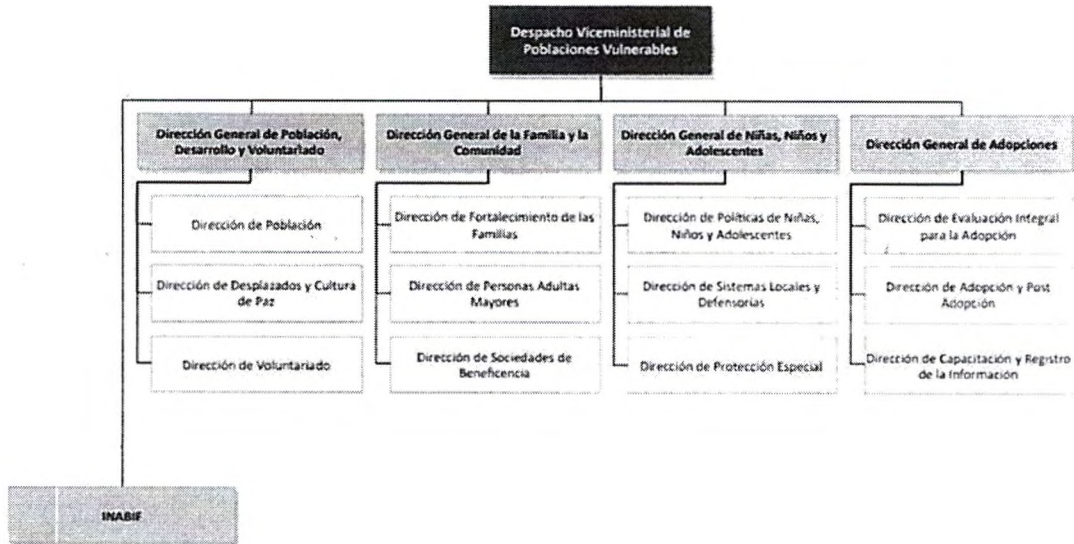 Despacho Viceministerial de
Poblaciones Vulnerables
Dirección General de Población,
Desarrollo y Voluntariado
Dirección de Población
Dirección de Desplazados y Cultura
de Paz
Dirección de Voluntariado
Dirección General de la Familia y la
Comunidad
Dirección de Fortalecimiento de las
Familias
Dirección de Personas Adultas
Mayores
Dirección de Sociedades de
Beneficencia
Dirección General de Niñas, Niños y
Adolescentes
Dirección de Políticas de Niñas,
Niños y Adolescentes
Dirección de Sistemas Locales y
Defensorías
Dirección de Protección Especial
Dirección General de Adopciones
Dirección de Evaluación Integral
para la Adopción
Dirección de Adopción y Post
Adopción
Dirección de Capacitación y Registro
de la Información
INABIF